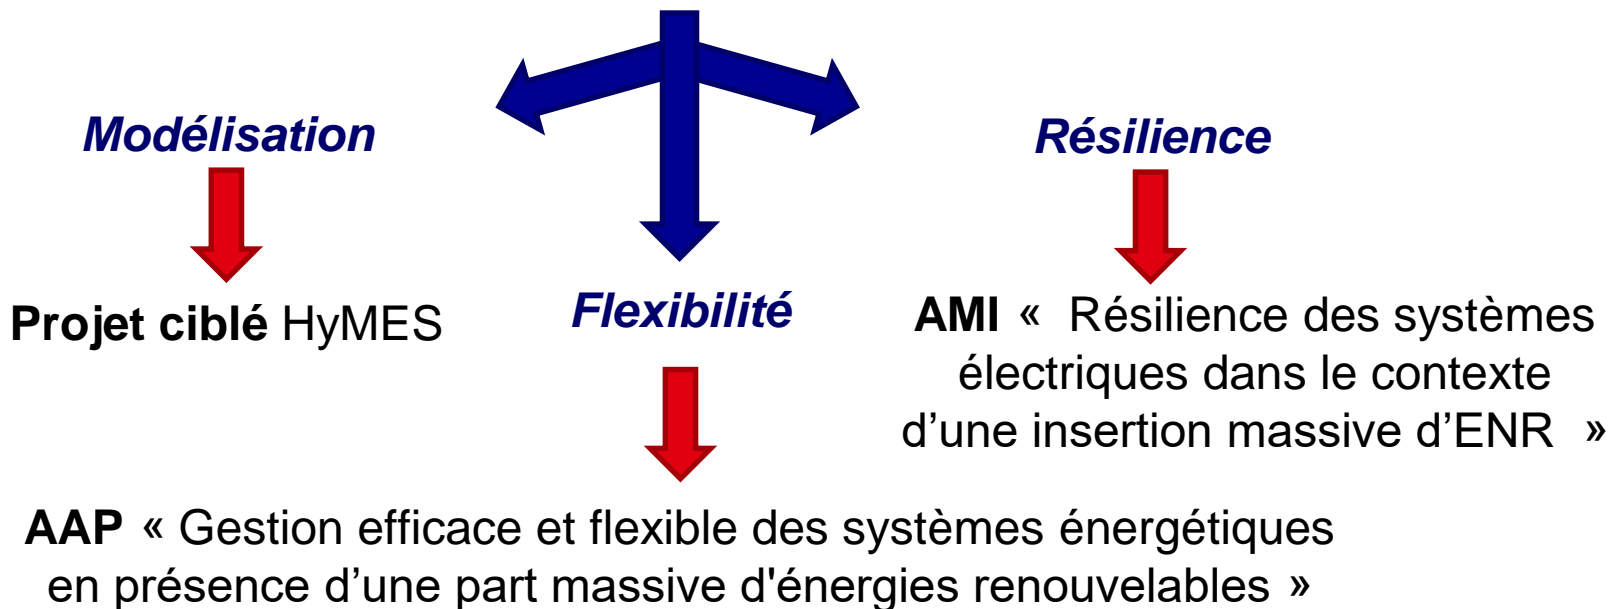 Modélisation
Résilience
Projet ciblé HyMES
Flexibilité
AMI « Résilience des systèmes
électriques dans le contexte
d’une insertion massive d’ENR »
AAP « Gestion efficace et flexible des systèmes énergétiques
en présence d’une part massive d'énergies renouvelables »